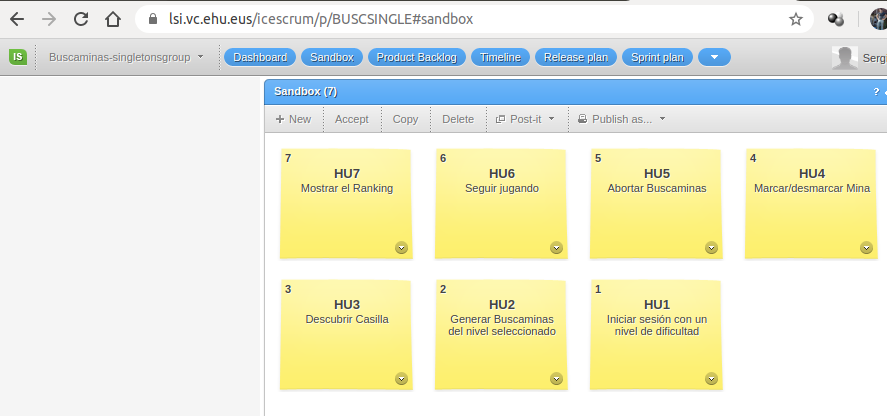 lsi.vc.ehu.eus/icescrum/p/BUSCSINGLE#sandbox
IS Buscaminas-singletonsgroup Dashboard Sandbox Product Backlog Timeline Release plan Sprint plan Sergi
Sandbox (7) ?
New Accept Copy Delete Post-it Publish as...
7
HU7
Mostrar el Ranking
6
HU6
Seguir jugando
5
HU5
Abortar Buscaminas
4
HU4
Marcar/desmarcar Mina
3
HU3
Descubrir Casilla
2
HU2
Generar Buscaminas
del nivel seleccionado
1
HU1
Iniciar sesión con un
nivel de dificultad